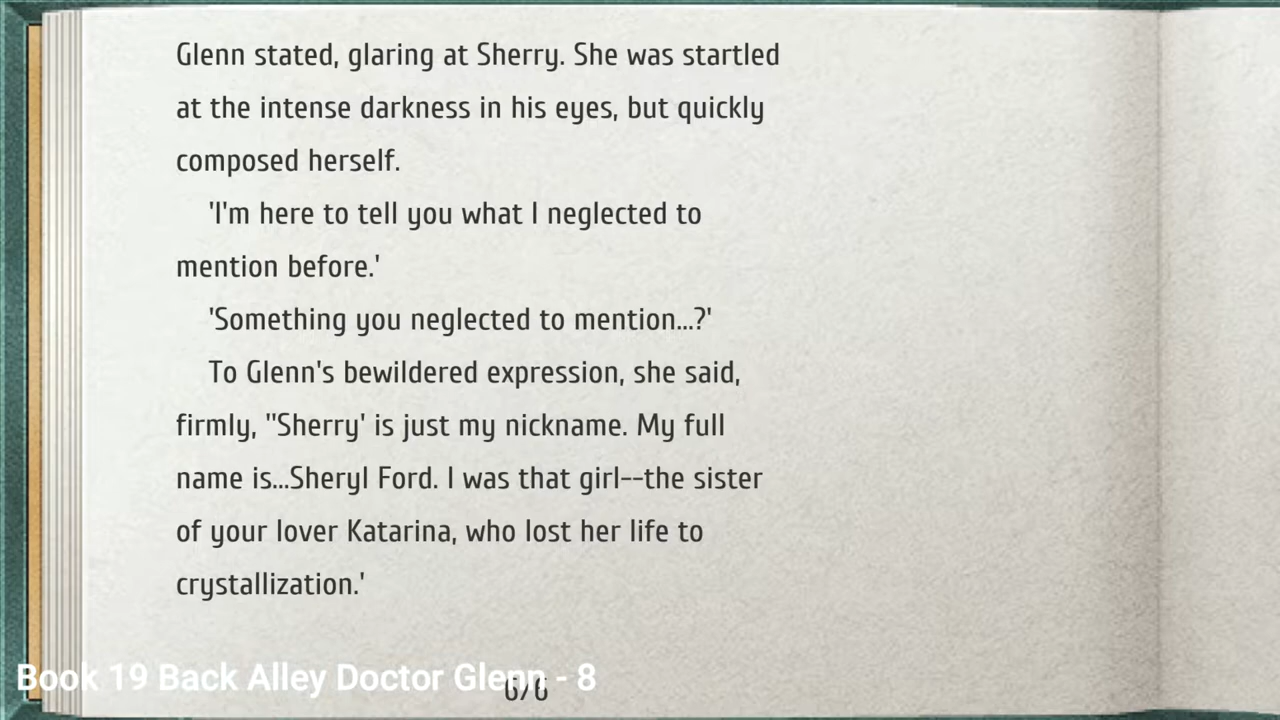 Glenn stated, glaring at Sherry. She was startled
at the intense darkness in his eyes, but quickly
composed herself.
'I'm here to tell you what I neglected to
mention before.'
'Something you neglected to mention...?'
To Glenn's bewildered expression, she said,
firmly, "Sherry' is just my nickname. My full
name is...Sheryl Ford. I was that girl--the sister
of your lover Katarina, who lost her life to
crystallization.'
Book 19 Back Alley Doctor Glenn - 8
6/6